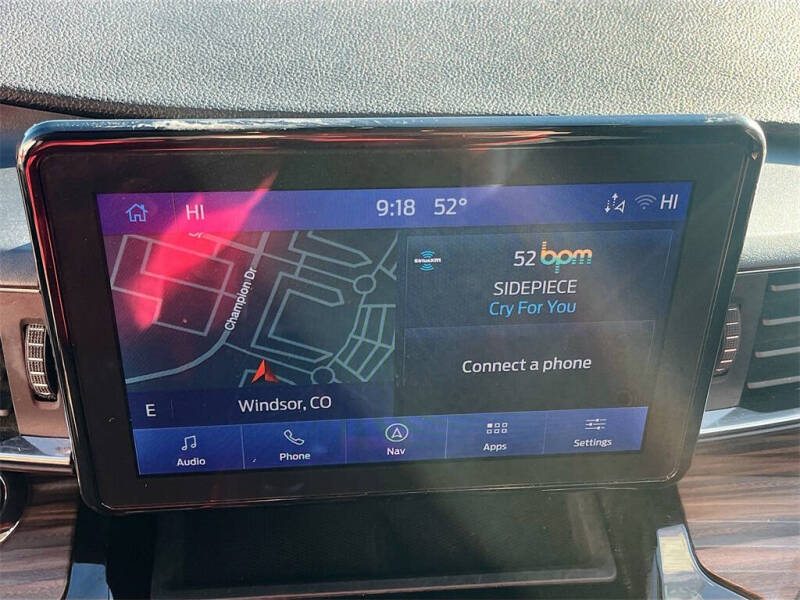 HI 9:18 52° HI
Champion Dr
E Windsor, CO
SiriusXM 52 bpm
SIDEPIECE
Cry For You
Connect a phone
Audio Phone Nav Apps Settings